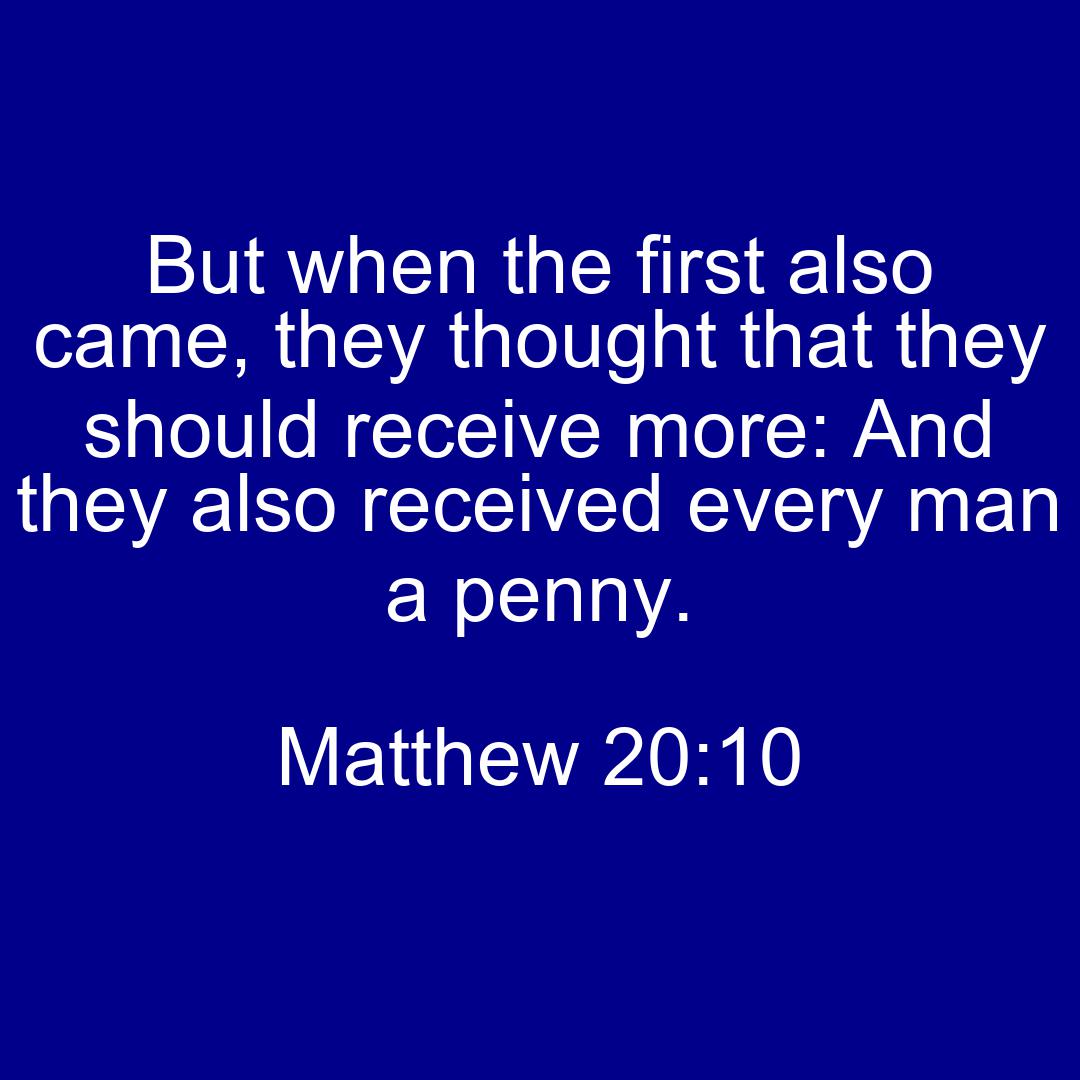 But when the first also
came, they thought that they
should receive more: And
they also received every man
a penny.
Matthew 20:10